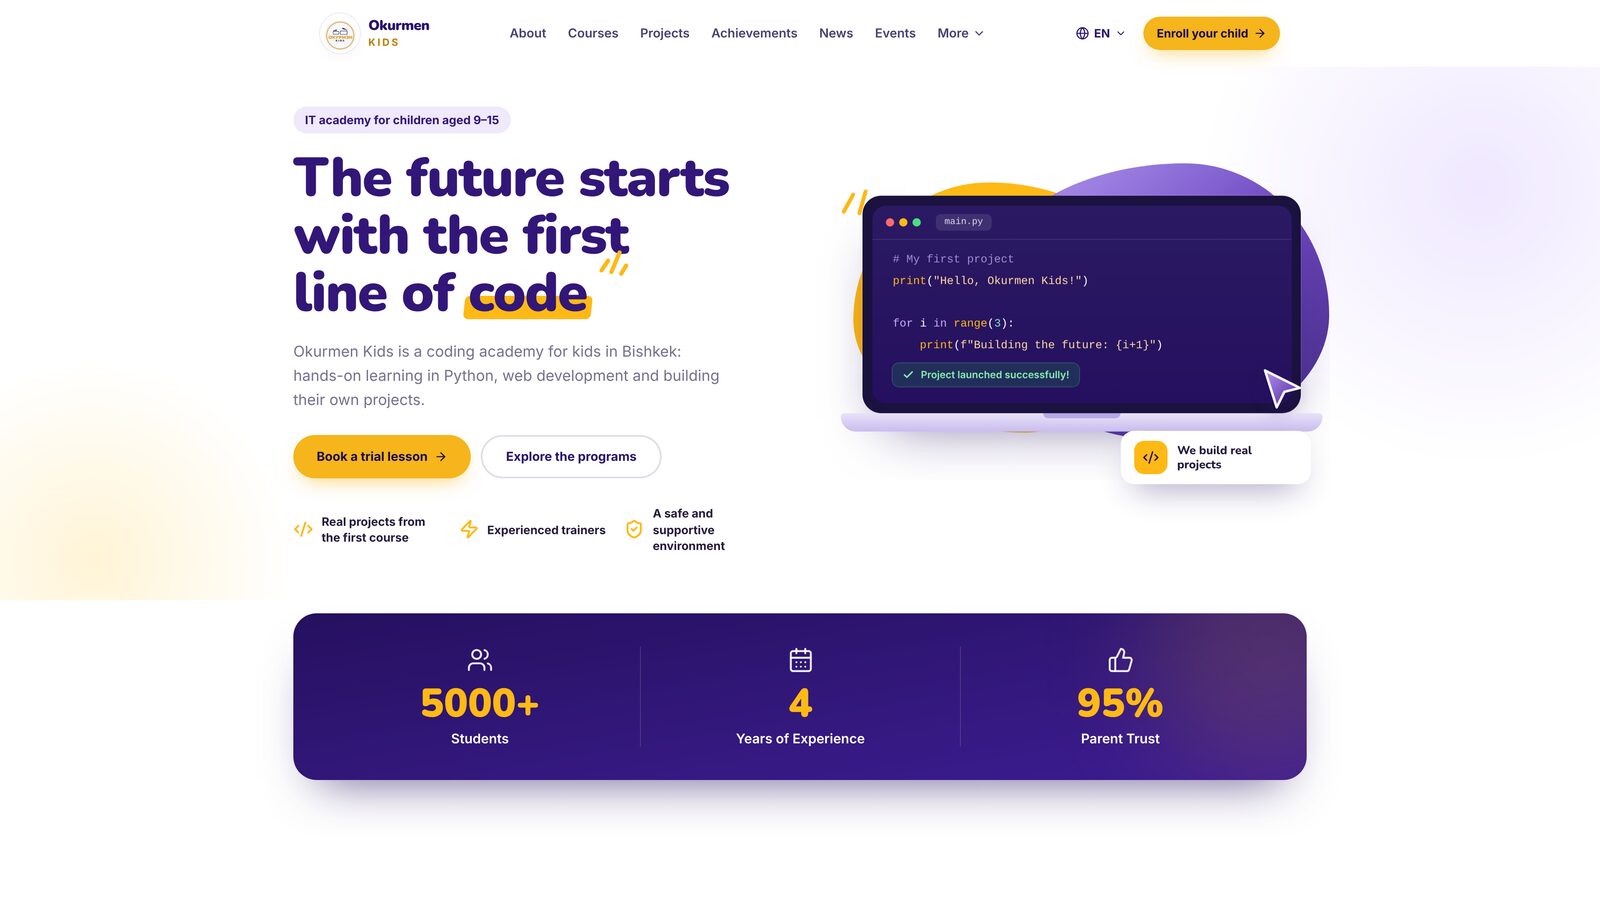 Okurmen
KIDS
About
Courses
Projects
Achievements
News
Events
More
EN
Enroll your child
IT academy for children aged 9–15
The future starts
with the first
line of code
Okurmen Kids is a coding academy for kids in Bishkek:
hands-on learning in Python, web development and building
their own projects.
Book a trial lesson
Explore the programs
Real projects from
the first course
Experienced trainers
A safe and
supportive
environment
main.py
# My first project
print("Hello, Okurmen Kids!")
for i in range(3):
print(f"Building the future: {i+1}")
Project launched successfully!
We build real
projects
5000+
Students
4
Years of Experience
95%
Parent Trust